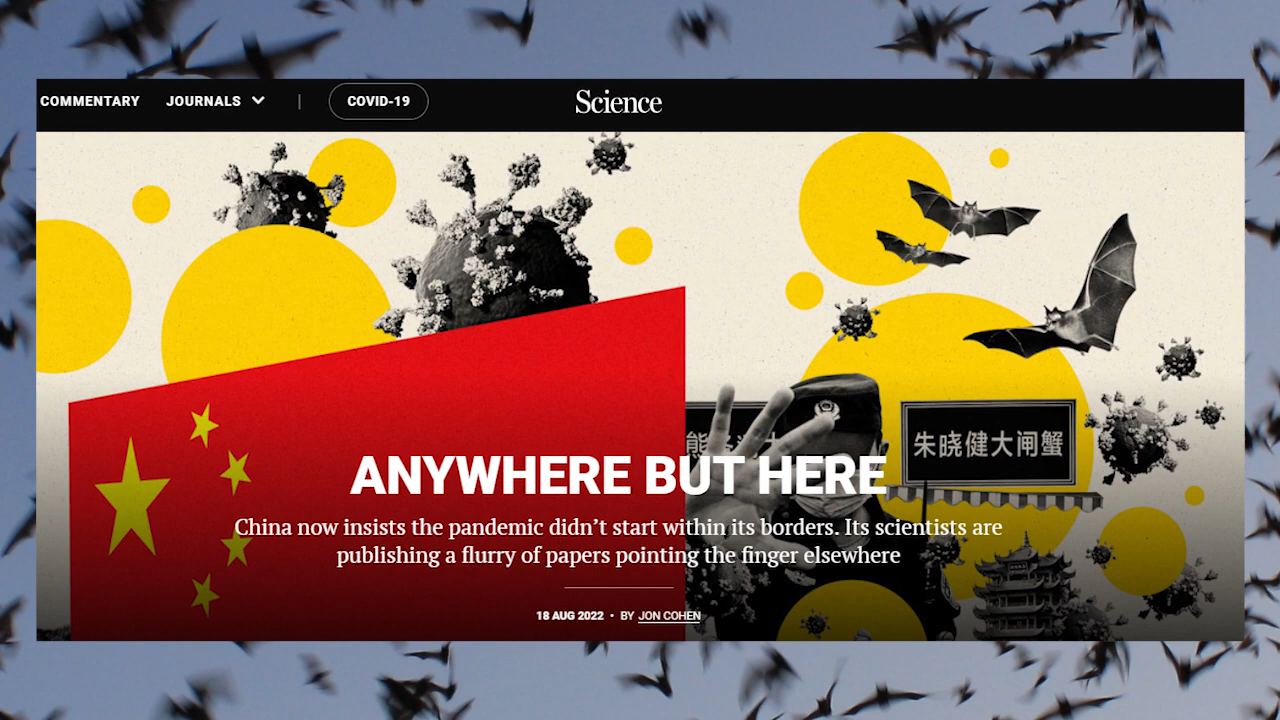 COMMENTARY JOURNALS | COVID-19 Science
朱晓健大闸蟹
ANYWHERE BUT HERE
China now insists the pandemic didn’t start within its borders. Its scientists are
publishing a flurry of papers pointing the finger elsewhere
18 AUG 2022 • BY JON COHEN